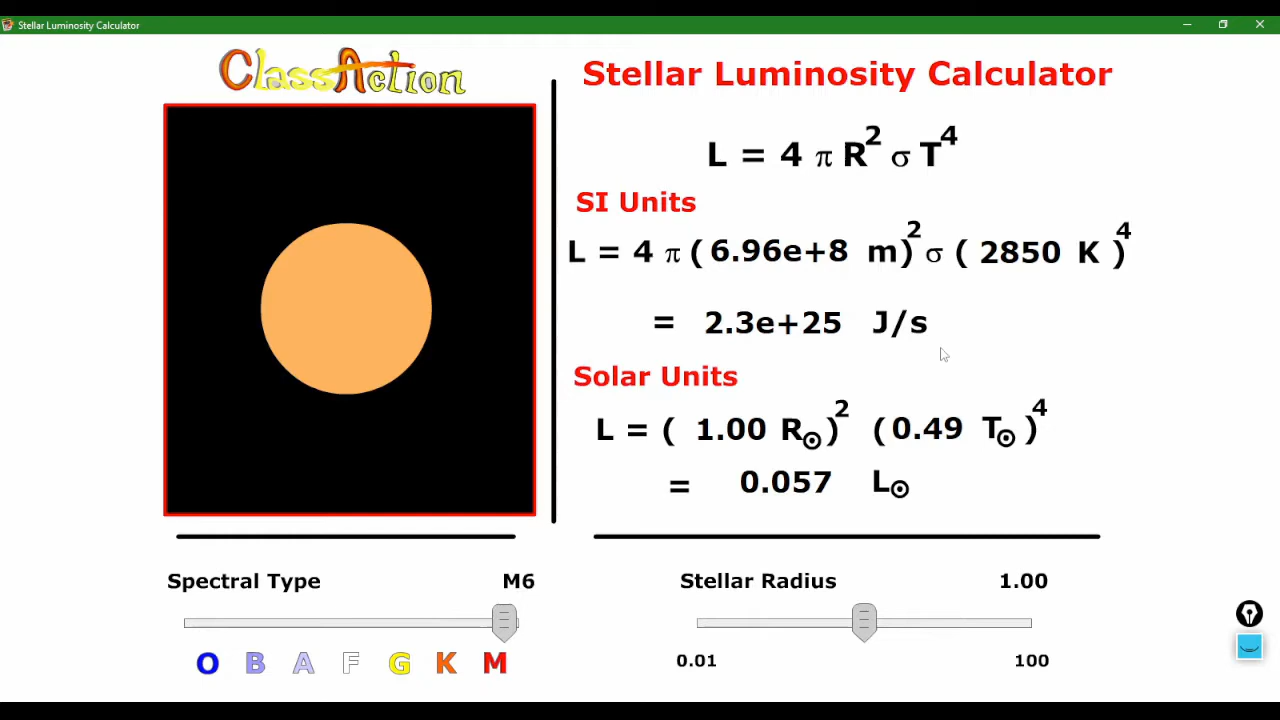 Stellar Luminosity Calculator
ClassAction
Stellar Luminosity Calculator
L = 4 π R² σ T⁴
SI Units
L = 4 π ( 6.96e+8 m)² σ ( 2850 K )⁴
= 2.3e+25 J/s
Solar Units
L = ( 1.00 R☉)² (0.49 T☉ )⁴
= 0.057 L☉
Spectral Type M6
Stellar Radius 1.00
O B A F G K M
0.01 100